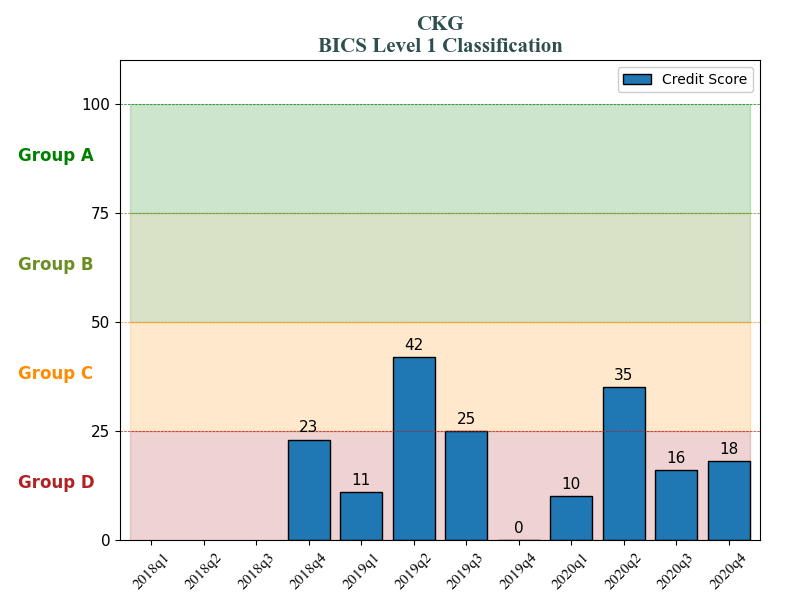 CKG
BICS Level 1 Classification
Credit Score
100
Group A
75
Group B
50
Group C
25
Group D
0
23
11
42
25
0
10
35
16
18
2018q1
2018q2
2018q3
2018q4
2019q1
2019q2
2019q3
2019q4
2020q1
2020q2
2020q3
2020q4